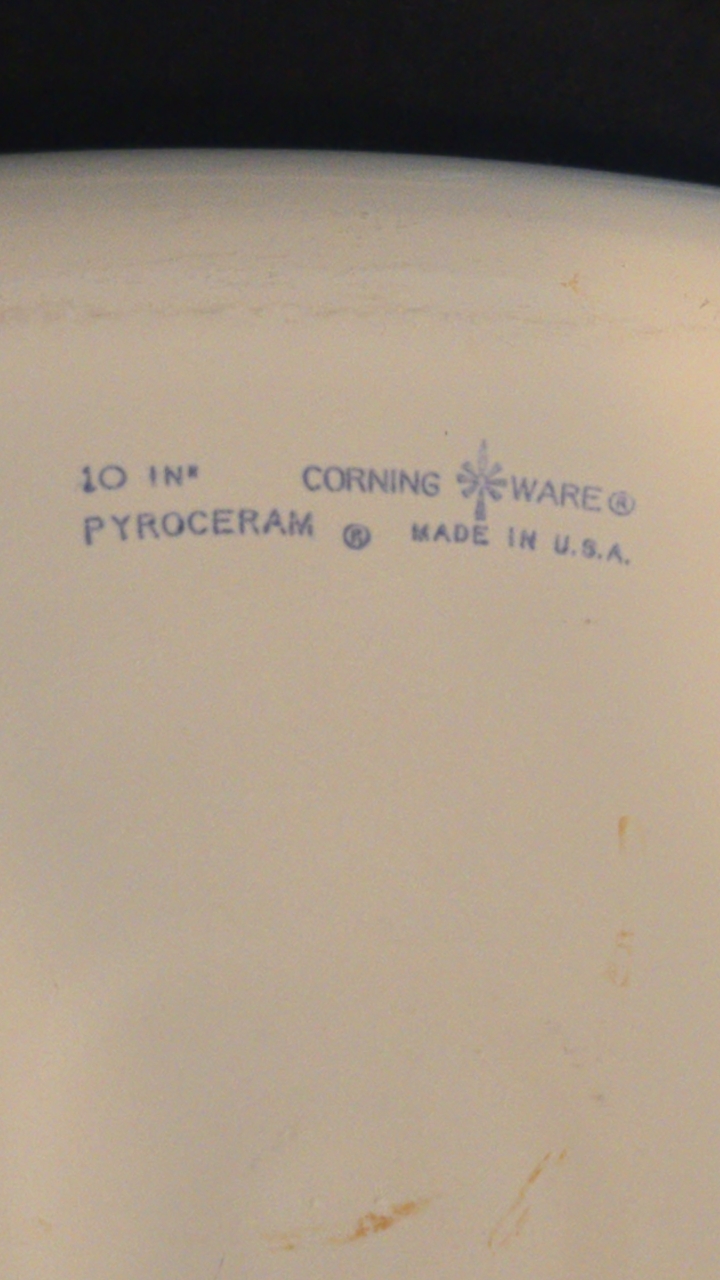 10 IN" CORNING WARE®
PYROCERAM ® MADE IN U.S.A.